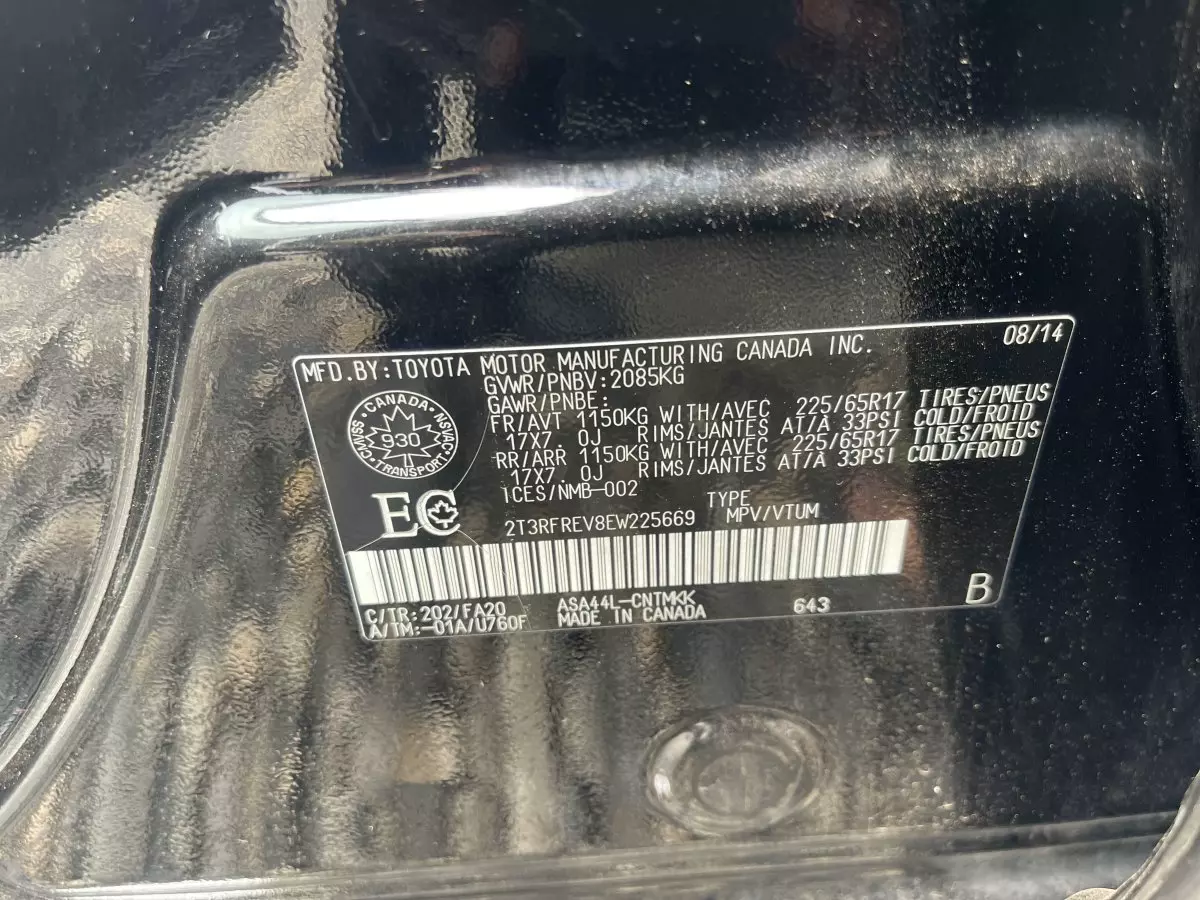 MFD.BY:TOYOTA MOTOR MANUFACTURING CANADA INC. 08/14
GVWR/PNBV:2085KG
GAWR/PNBE:
FR/AVT 1150KG WITH/AVEC 225/65R17 TIRES/PNEUS
17X7.0J RIMS/JANTES AT/À 33PSI COLD/FROID
RR/ARR 1150KG WITH/AVEC 225/65R17 TIRES/PNEUS
17X7.0J RIMS/JANTES AT/À 33PSI COLD/FROID
ICES/NMB-002
CANADA
CMVSS NSVAC
930
TRANSPORT
EC
TYPE
2T3RFREV8EW225669 MPV/VTUM
C/TR:202/FA20 ASA44L-CNTMKK 643 B
A/TM:-01A/U760F MADE IN CANADA